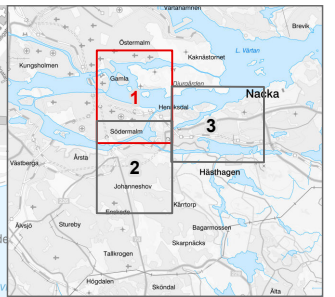 Värtahamnen
Brevik
Östermalm
L. Värtan
Kaknästornet
Kungsholmen
Gamla
Djurgården
1
Nacka
Henriksdal
3
Södermalm
Årsta
Västberga
2
Hästhagen
Johanneshov
Kärrtorp
Enskede
Älvsjö
Stureby
Bagarmossen
Skarpnäck
Tallkrogen
Högdalen
Sköndal
Älta